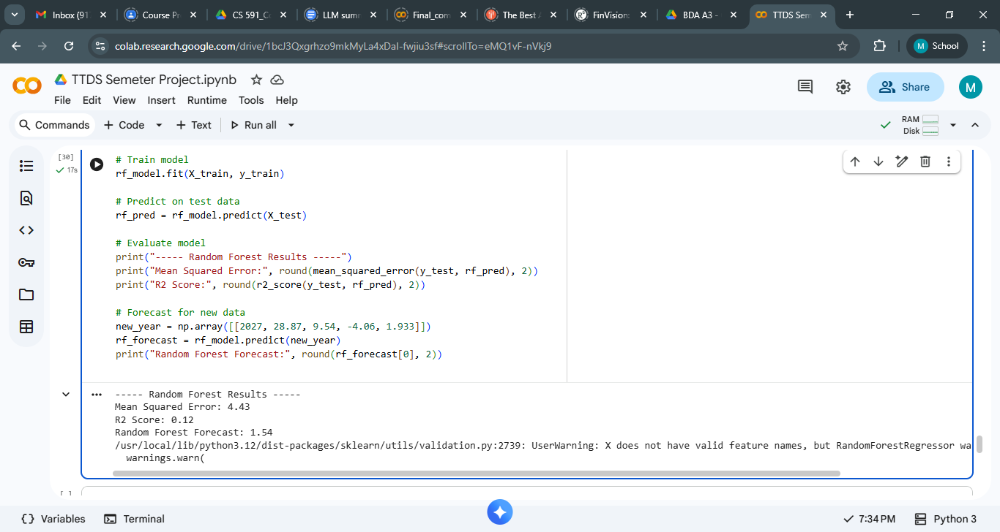 Inbox (91
Course Pr
CS 591_Co
LLM sumr
Final_com
The Best A
FinVision:
BDA A3 -
TTDS Sem
colab.research.google.com/drive/1bcJ3Qxgrhzo9mkMyLa4xDaI-fwjiu3sf#scrollTo=eMQ1vF-nVkj9
M School
TTDS Semeter Project.ipynb
File Edit View Insert Runtime Tools Help
Share
M
Commands + Code + Text Run all
RAM
Disk
[30]
17s
# Train model
rf_model.fit(X_train, y_train)
# Predict on test data
rf_pred = rf_model.predict(X_test)
# Evaluate model
print("----- Random Forest Results -----")
print("Mean Squared Error:", round(mean_squared_error(y_test, rf_pred), 2))
print("R2 Score:", round(r2_score(y_test, rf_pred), 2))
# Forecast for new data
new_year = np.array([[2027, 28.87, 9.54, -4.06, 1.933]])
rf_forecast = rf_model.predict(new_year)
print("Random Forest Forecast:", round(rf_forecast[0], 2))
----- Random Forest Results -----
Mean Squared Error: 4.43
R2 Score: 0.12
Random Forest Forecast: 1.54
/usr/local/lib/python3.12/dist-packages/sklearn/utils/validation.py:2739: UserWarning: X does not have valid feature names, but RandomForestRegressor wa
warnings.warn(
[ ]
{} Variables
Terminal
7:34 PM
Python 3